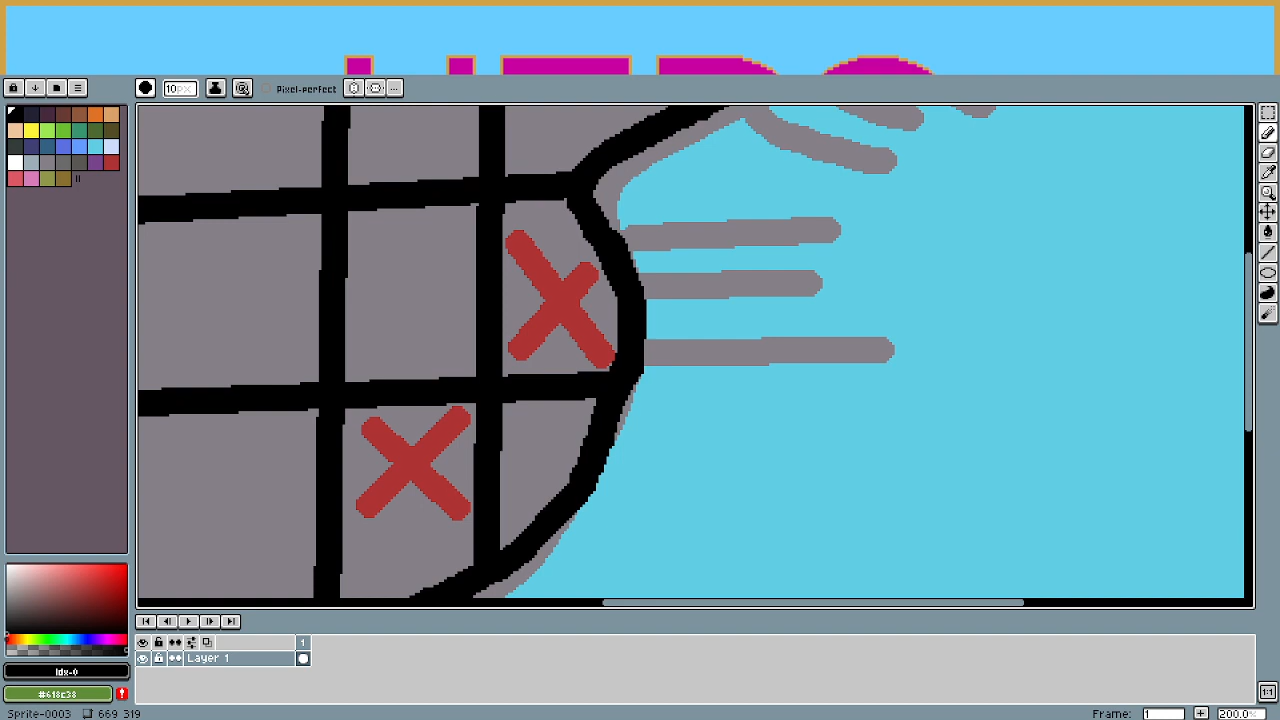 10px
Pixel-perfect
1
Layer 1
Idx-0
#618c38
1:1
Sprite-0003 669 319
Frame: 1 200.0%